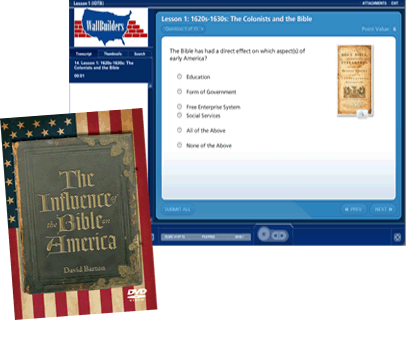 Lesson 1 (IOTB)
ATTACHMENTS EXIT
WallBuilders
Transcript Thumbnails Search
14. Lesson 1: 1620s-1630s: The
Colonists and the Bible
00:01
Lesson 1: 1620s-1630s: The Colonists and the Bible
Point Value: 5
The Bible has had a direct effect on which aspect(s) of
early America?
Education
Form of Government
Free Enterprise System
Social Services
All of the Above
None of the Above
SUBMIT ALL
PREV
NEXT
The
Influence of
the Bible on
America
David Barton
DVD
VIDEO